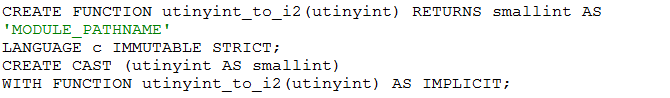 CREATE FUNCTION utinyint_to_i2(utinyint) RETURNS smallint AS
'MODULE_PATHNAME'
LANGUAGE c IMMUTABLE STRICT;
CREATE CAST (utinyint AS smallint)
WITH FUNCTION utinyint_to_i2(utinyint) AS IMPLICIT;